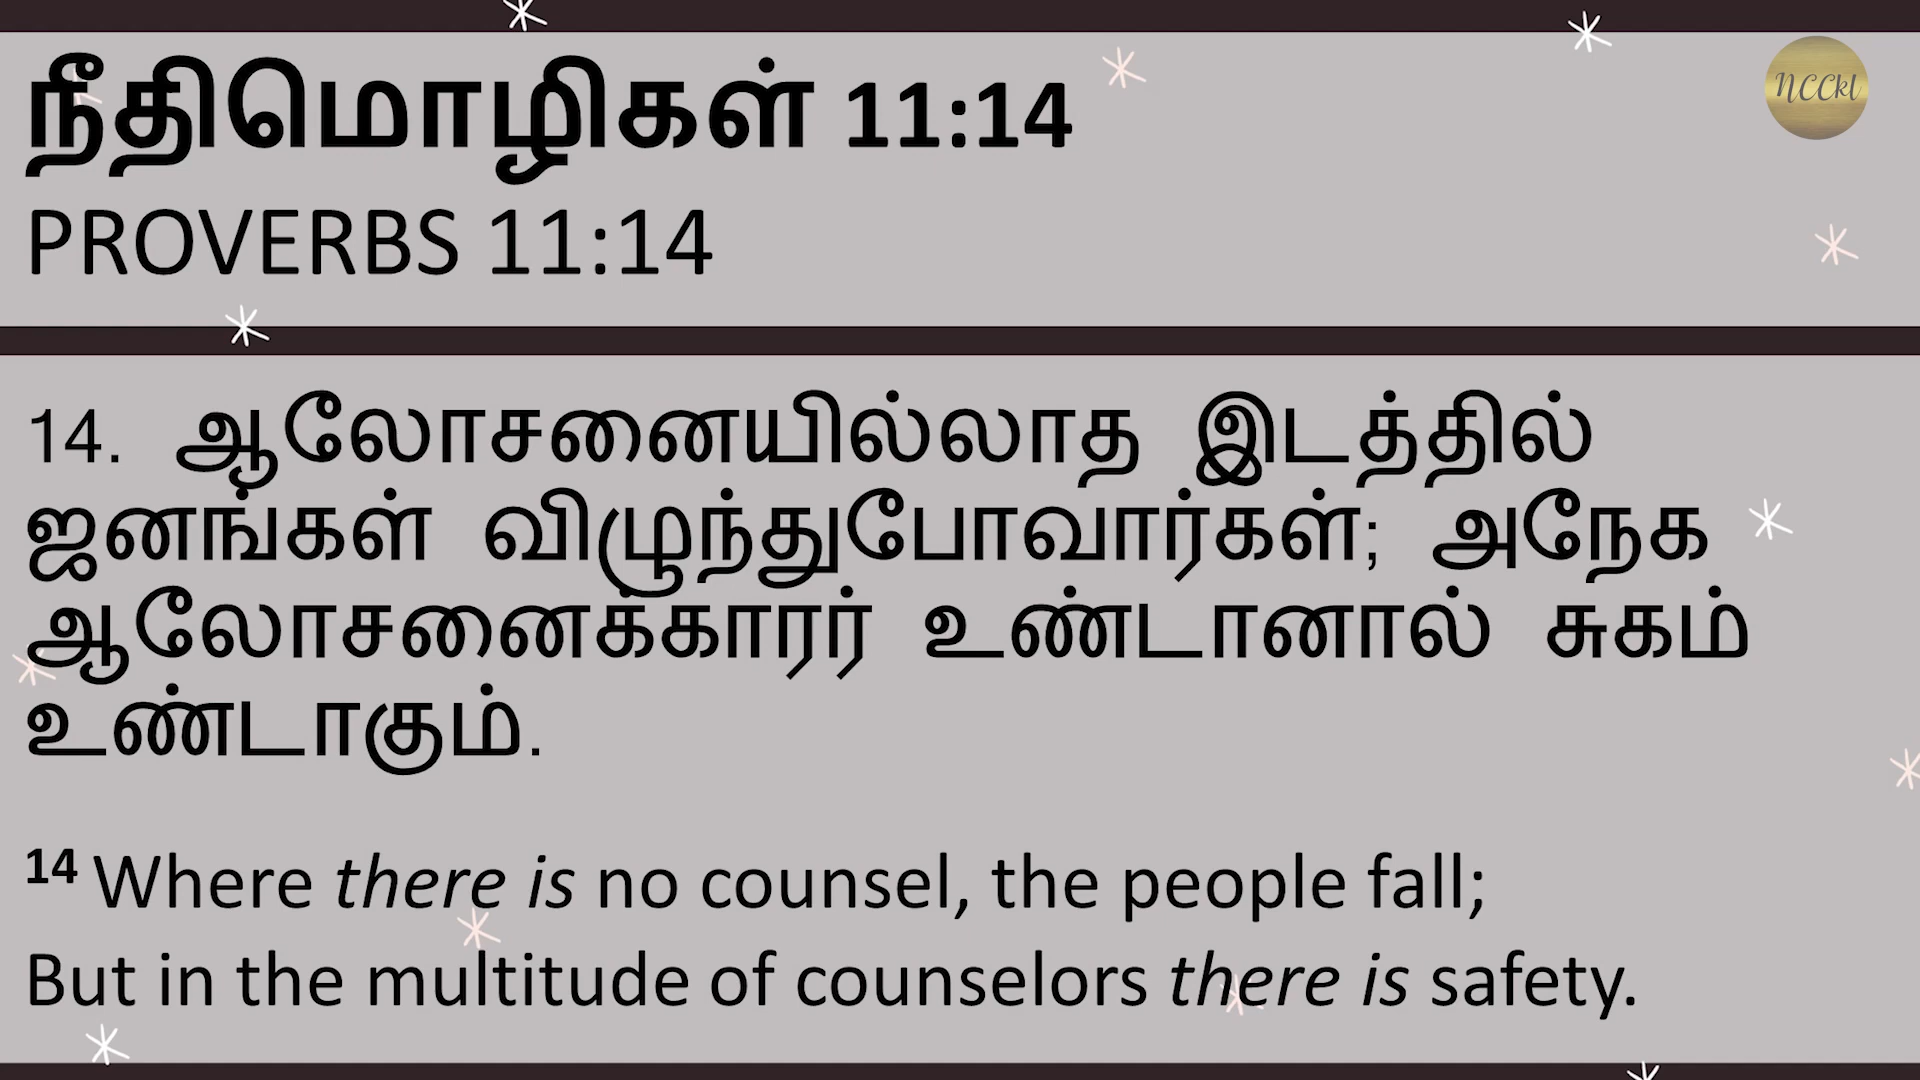 நீதிமொழிகள் 11:14
NCCkl
PROVERBS 11:14
14. ஆலோசனையில்லாத இடத்தில்
ஜனங்கள் விழுந்துபோவார்கள்; அநேக
ஆலோசனைக்காரர் உண்டானால் சுகம்
உண்டாகும்.
14 Where there is no counsel, the people fall;
But in the multitude of counselors there is safety.